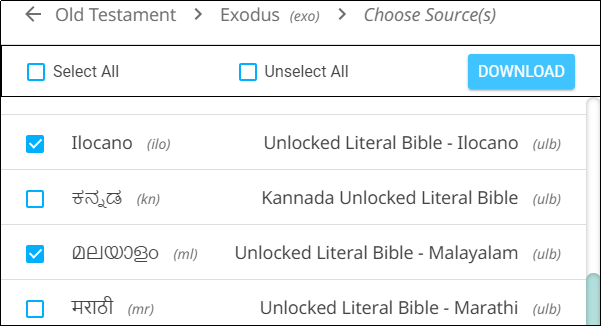 ← Old Testament > Exodus (exo) > Choose Source(s)
Select All Unselect All DOWNLOAD
Ilocano (ilo) Unlocked Literal Bible - Ilocano (ulb)
ಕನ್ನಡ (kn) Kannada Unlocked Literal Bible (ulb)
മലയാളം (ml) Unlocked Literal Bible - Malayalam (ulb)
मराठी (mr) Unlocked Literal Bible - Marathi (ulb)